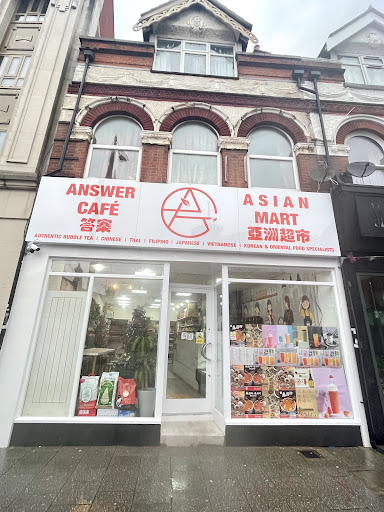 ANSWER
CAFÉ
答案
ASIAN
MART
亞洲超市
AUTHENTIC BUBBLE TEA | CHINESE | THAI | FILIPINO | JAPANESE | VIETNAMESE | KOREAN & ORIENTAL FOOD SPECIALISTS